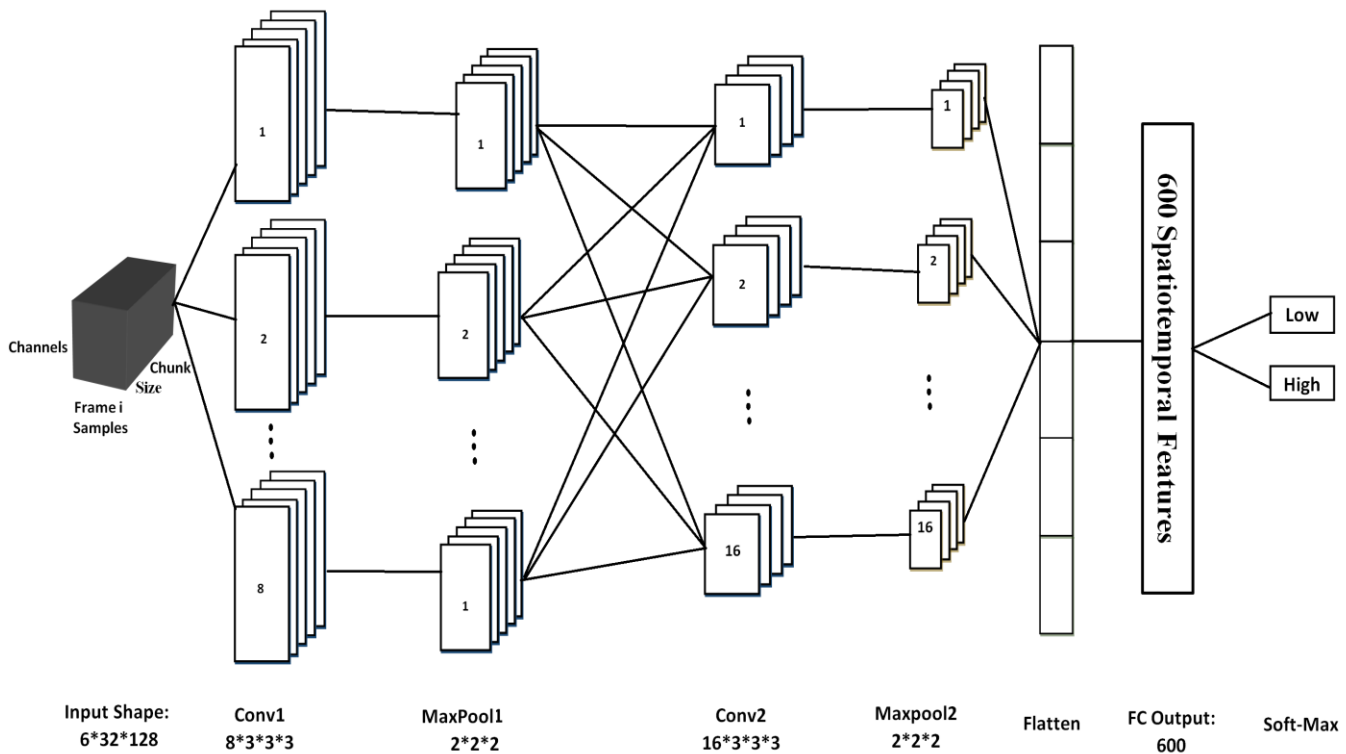 1
1
1
1
2
2
2
2
Channels
Chunk
Size
Frame i
Samples
8
1
16
16
600 Spatiotemporal Features
Low
High
Input Shape:
6*32*128
Conv1
8*3*3*3
MaxPool1
2*2*2
Conv2
16*3*3*3
Maxpool2
2*2*2
Flatten
FC Output:
600
Soft-Max